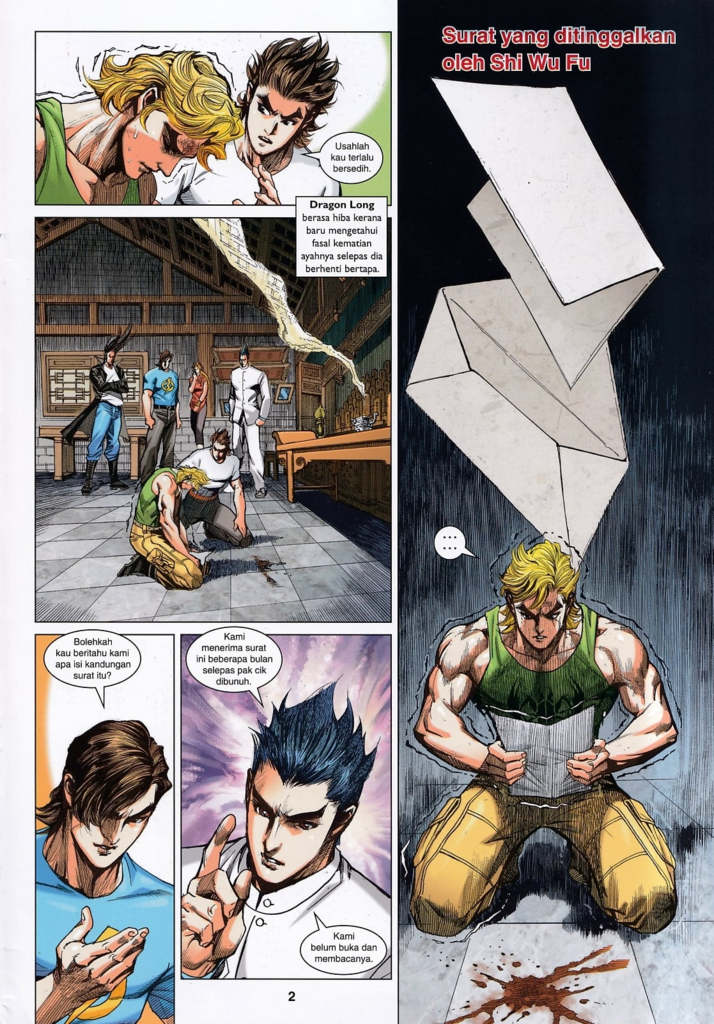 Usahlah
kau terlalu
bersedih.
Dragon Long
berasa hiba kerana
baru mengetahui
fasal kematian
ayahnya selepas dia
berhenti bertapa.
Bolehkah
kau beritahu kami
apa isi kandungan
surat itu?
Kami
menerima surat
ini beberapa bulan
selepas pak cik
dibunuh.
Kami
belum buka dan
membacanya.
2
Surat yang ditinggalkan
oleh Shi Wu Fu
...
...